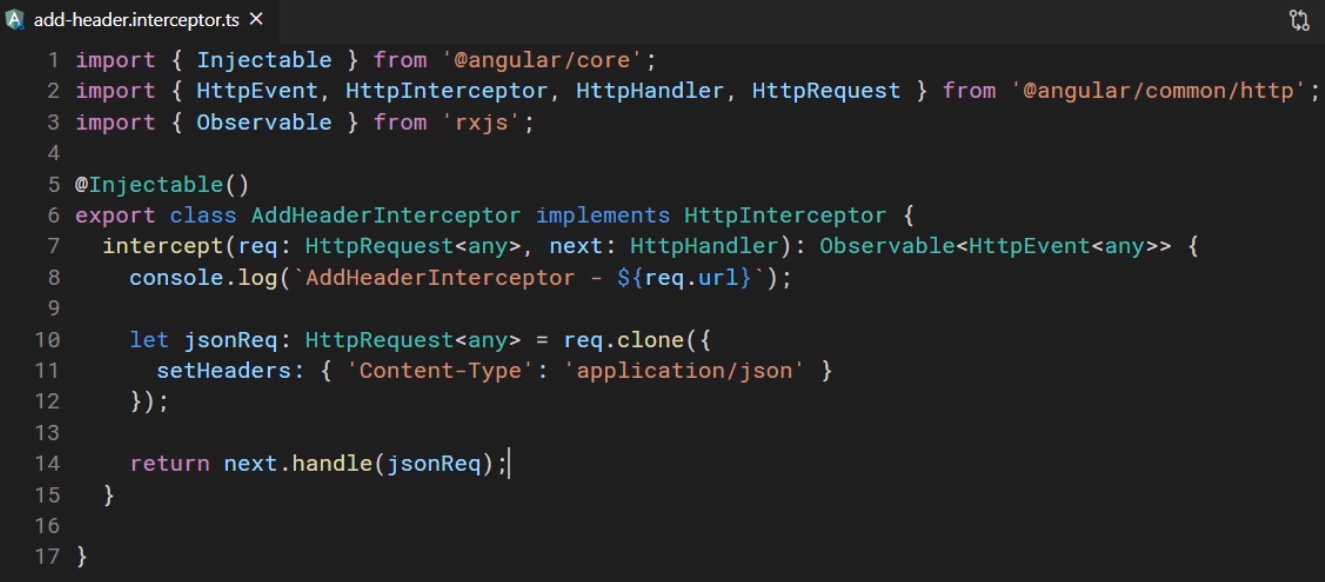 add-header.interceptor.ts ×
1 import { Injectable } from '@angular/core';
2 import { HttpEvent, HttpInterceptor, HttpHandler, HttpRequest } from '@angular/common/http';
3 import { Observable } from 'rxjs';
4
5 @Injectable()
6 export class AddHeaderInterceptor implements HttpInterceptor {
7   intercept(req: HttpRequest<any>, next: HttpHandler): Observable<HttpEvent<any>> {
8     console.log(`AddHeaderInterceptor - ${req.url}`);
9
10     let jsonReq: HttpRequest<any> = req.clone({
11       setHeaders: { 'Content-Type': 'application/json' }
12     });
13
14     return next.handle(jsonReq);
15   }
16
17 }